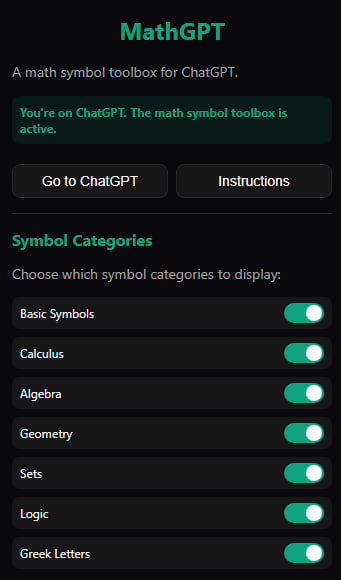 MathGPT
A math symbol toolbox for ChatGPT.
You're on ChatGPT. The math symbol toolbox is
active.
Go to ChatGPT
Instructions
Symbol Categories
Choose which symbol categories to display:
Basic Symbols
Calculus
Algebra
Geometry
Sets
Logic
Greek Letters